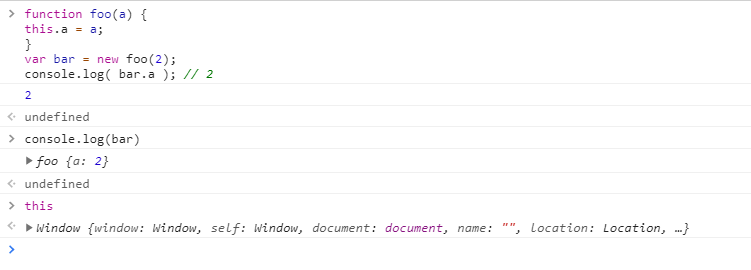 function foo(a) {
this.a = a;
}
var bar = new foo(2);
console.log( bar.a ); // 2
2
undefined
console.log(bar)
foo {a: 2}
undefined
this
Window {window: Window, self: Window, document: document, name: "", location: Location, …}